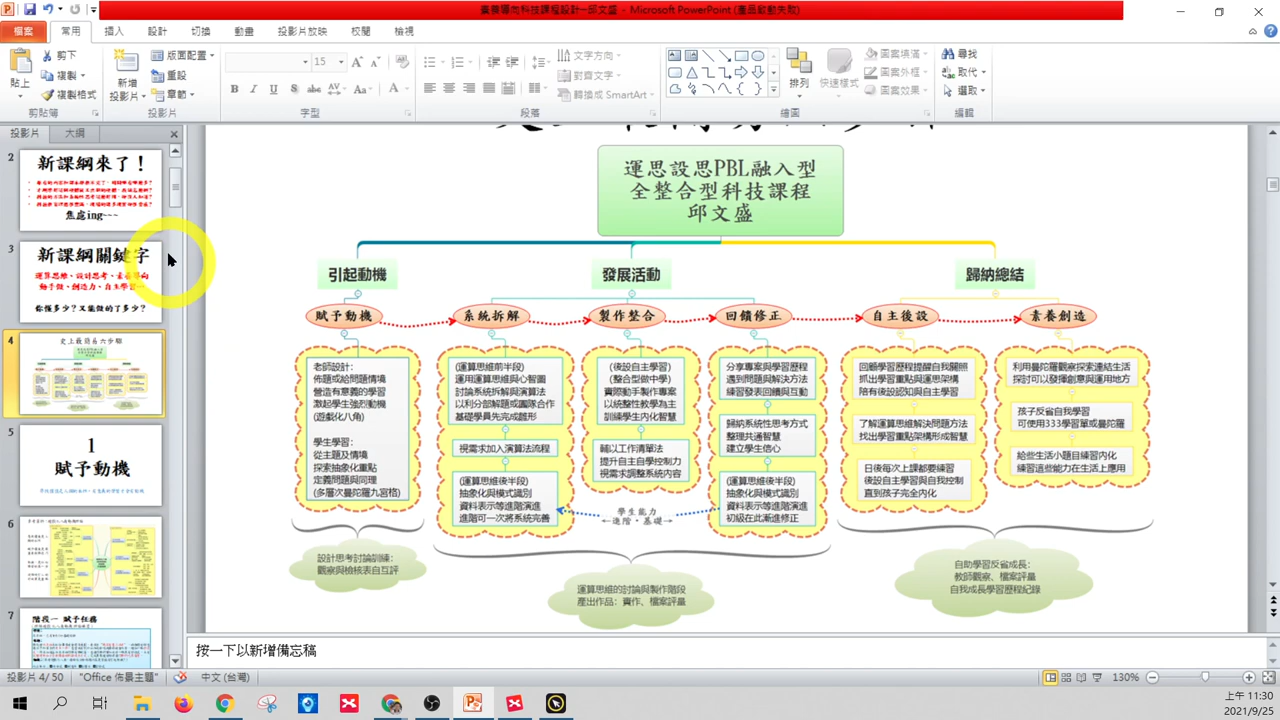 素養導向科技課程設計-邱文盛 - Microsoft PowerPoint (產品啟動失敗)
檔案 常用 插入 設計 切換 動畫 投影片放映 校閱 檢視
貼上 剪下 複製 複製格式 剪貼簿
新增投影片 版面配置 重設 章節 投影片
15
B I U S abc AV Aa A 字型
文字方向 對齊文字 轉換成 SmartArt 段落
排列 快速樣式 圖案填滿 圖案外框 圖案效果 繪圖
尋找 取代 選取 編輯
投影片 大綱
2
新課綱來了！
焦慮ing~~~
3
新課綱關鍵字
運算思維、設計思考、素養導向
動手做、創造力、自主學習…
你懂多少？又能做的了多少？
4
史上最簡易六步驟
5
1
賦予動機
6
7
階段一 賦予任務
運思設思PBL融入型
全整合型科技課程
邱文盛
引起動機 發展活動 歸納總結
賦予動機 系統拆解 製作整合 回饋修正 自主後設 素養創造
老師設計:
佈題或給問題情境
營造有意義的學習
激起學生強烈動機
(遊戲化八角)
學生學習:
從主題及情境
探索抽象化重點
定義問題與同理
(多層次曼陀羅九宮格)
(運算思維前半段)
運用運算思維與心智圖
討論系統拆解與演算法
以利分部解題或團隊合作
基礎學員先完成雛形
視需求加入演算法流程
(運算思維後半段)
抽象化與模式識別
資料表示等進階演進
進階可一次將系統完善
(後設自主學習)
(整合型做中學)
實際動手製作專案
以統整性教學為主
訓練學生內化智慧
輔以工作清單法
提升自主自學控制力
視需求調整系統內容
學生能力
←進階・基礎→
分享專案與學習歷程
遇到問題與解決方法
練習發表回饋與互動
歸納系統性思考方式
整理共通智慧
建立學生信心
(運算思維後半段)
抽象化與模式識別
資料表示等進階演進
初級在此漸進修正
回顧學習歷程提醒自我關照
抓出學習重點與運思架構
陪有後設認知與自主學習
了解運算思維解決問題方法
找出學習重點架構形成智慧
日後每次上課都要練習
後設自主學習與自我控制
直到孩子完全內化
利用曼陀羅觀察探索連結生活
探討可以發揮創意與運用地方
孩子反省自我學習
可使用333學習單或曼陀羅
給些生活小題目練習內化
練習這些能力在生活上應用
設計思考討論訓練:
觀察與檢核表自互評
運算思維的討論與製作階段
產出作品：實作、檔案評量
自助學習反省成長:
教師觀察、檔案評量
自我成長學習歷程紀錄
按一下以新增備忘稿
投影片 4/50 "Office 佈景主題" 中文 (台灣) 130%
上午 11:30
2021/9/25